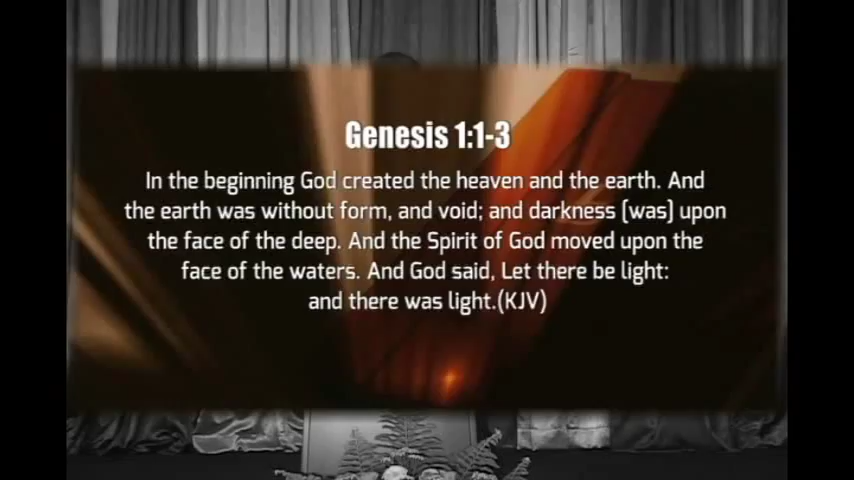 Genesis 1:1-3
In the beginning God created the heaven and the earth. And
the earth was without form, and void; and darkness [was] upon
the face of the deep. And the Spirit of God moved upon the
face of the waters. And God said, Let there be light:
and there was light.(KJV)